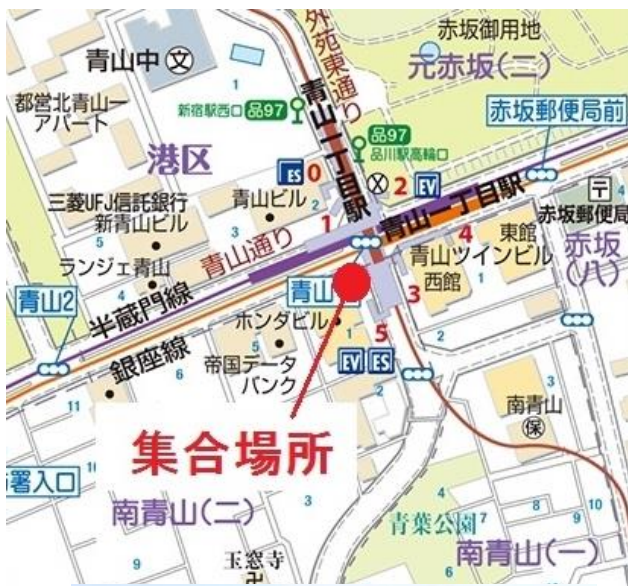 赤坂御用地
元赤坂(二)
外苑東通り
青山中
文
都営北青山一
アパート
新宿駅西口
品97
青山一丁目駅
品97
品川駅高輪口
赤坂郵便局前
港区
ES
0
2
EV
〒
三菱UFJ信託銀行
新青山ビル
青山ビル
1
青山通り
青山一丁目駅
4
赤坂郵便局
東館
青山ツインビル
西館
赤坂
(八)
ランジェ青山
青山2
半蔵門線
銀座線
青山
3
ホンダビル
5
帝国データ
バンク
EV
ES
南青山
保
集合場所
署入口
南青山(二)
青葉公園
南青山(一)
玉窓寺
卍